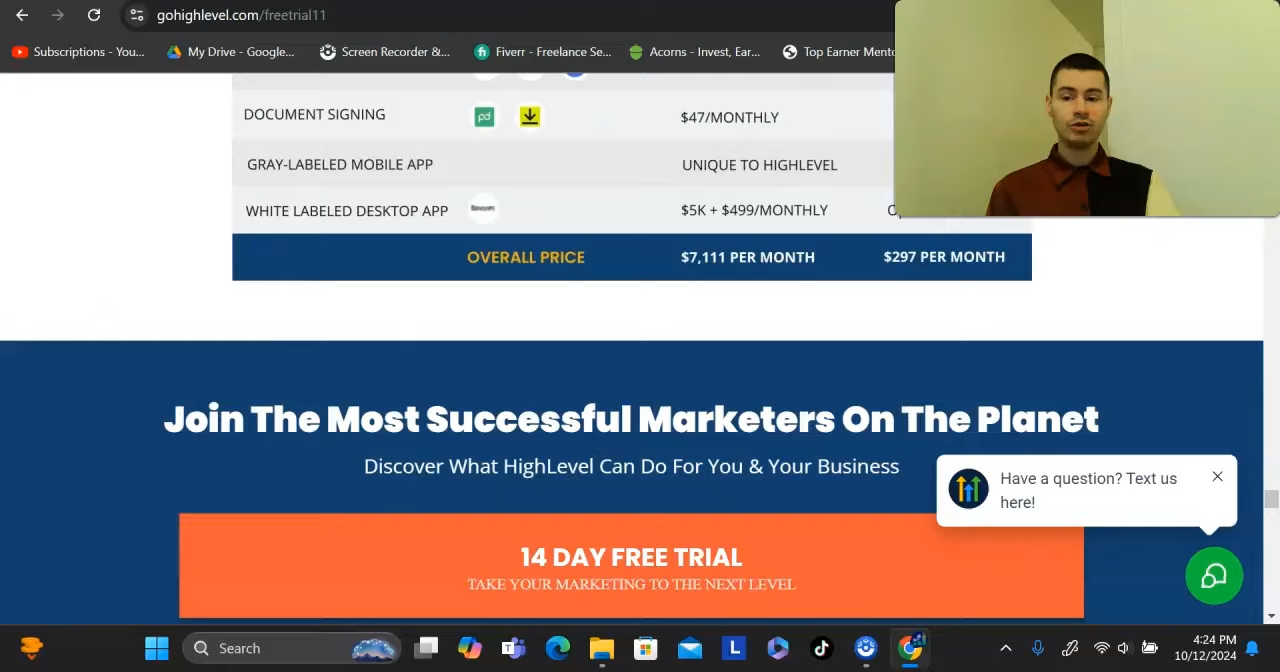 gohighlevel.com/freetrial11
Subscriptions - You...
My Drive - Google...
Screen Recorder &...
Fiverr - Freelance Se...
Acorns - Invest, Ear...
Top Earner Mento
DOCUMENT SIGNING
pd
$47/MONTHLY
GRAY-LABELED MOBILE APP
UNIQUE TO HIGHLEVEL
WHITE LABELED DESKTOP APP
$5K + $499/MONTHLY
OVERALL PRICE
$7,111 PER MONTH
$297 PER MONTH
Join The Most Successful Marketers On The Planet
Discover What HighLevel Can Do For You & Your Business
Have a question? Text us
here!
14 DAY FREE TRIAL
TAKE YOUR MARKETING TO THE NEXT LEVEL
Search
L
4:24 PM
10/12/2024